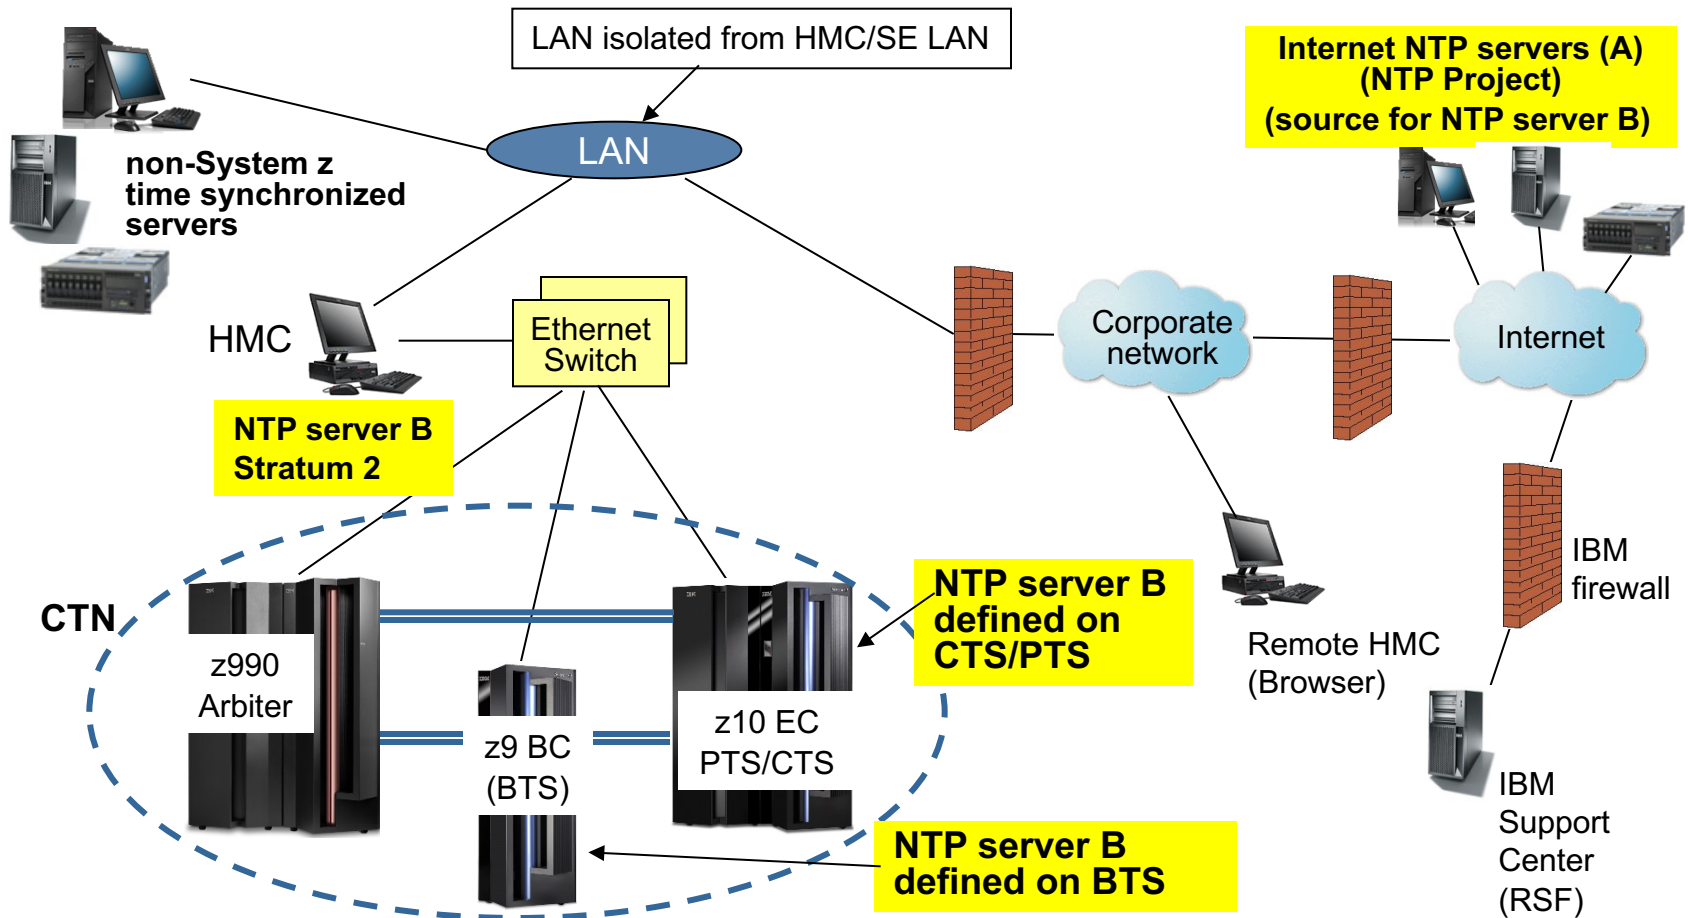 LAN isolated from HMC/SE LAN
Internet NTP servers (A)
(NTP Project)
(source for NTP server B)
LAN
non-System z
time synchronized
servers
HMC
Ethernet
Switch
Corporate
network
Internet
NTP server B
Stratum 2
IBM
firewall
CTN
NTP server B
defined on
CTS/PTS
Remote HMC
(Browser)
z990
Arbiter
z9 BC
(BTS)
z10 EC
PTS/CTS
IBM
Support
Center
(RSF)
NTP server B
defined on BTS